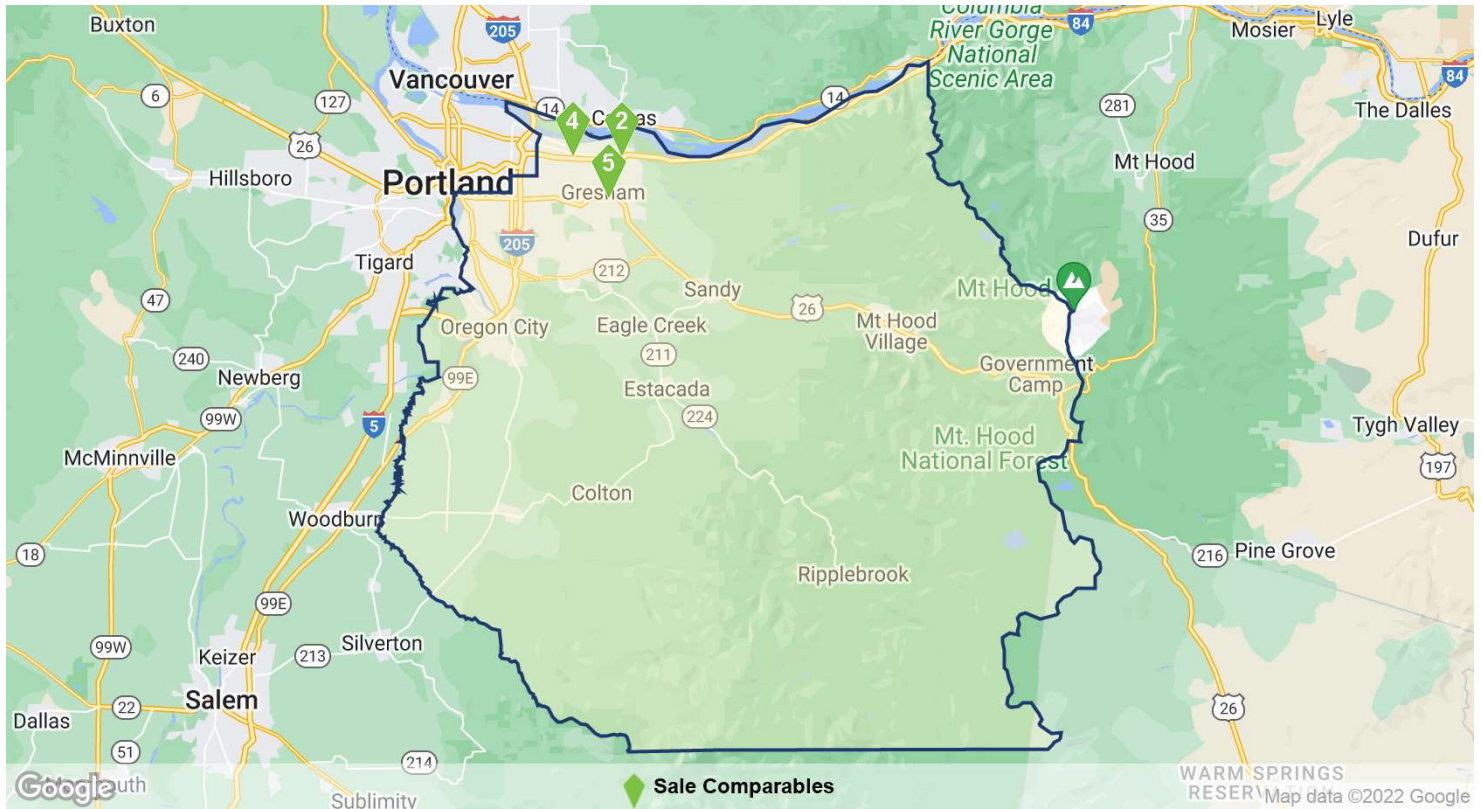 Columbia
River Gorge
National
Scenic Area
205
84
Lyle
Mosier
Buxton
Vancouver
14
14
84
6
127
4
2
281
The Dalles
26
5
Mt Hood
Hillsboro
Portland
Gresham
35
205
Dufur
Tigard
212
Mt Hood
47
Sandy
26
Oregon City
Eagle Creek
Mt Hood
Village
240
211
Government
Camp
Newberg
99E
Estacada
99W
5
224
Tygh Valley
Mt. Hood
National Forest
McMinnville
197
Colton
Woodburn
18
216
Pine Grove
Ripplebrook
99E
99W
Silverton
Keizer
213
Salem
22
26
Dallas
51
214
WARM SPRINGS
Sale Comparables
Google
Sublimity
Map data ©2022 Google